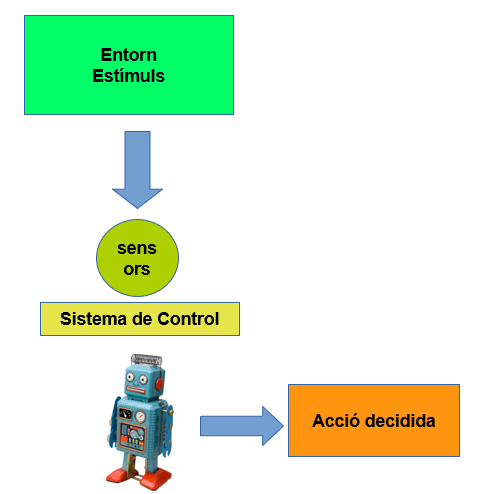 Entorn
Estímuls
sens
ors
Sistema de Control
Acció decidida